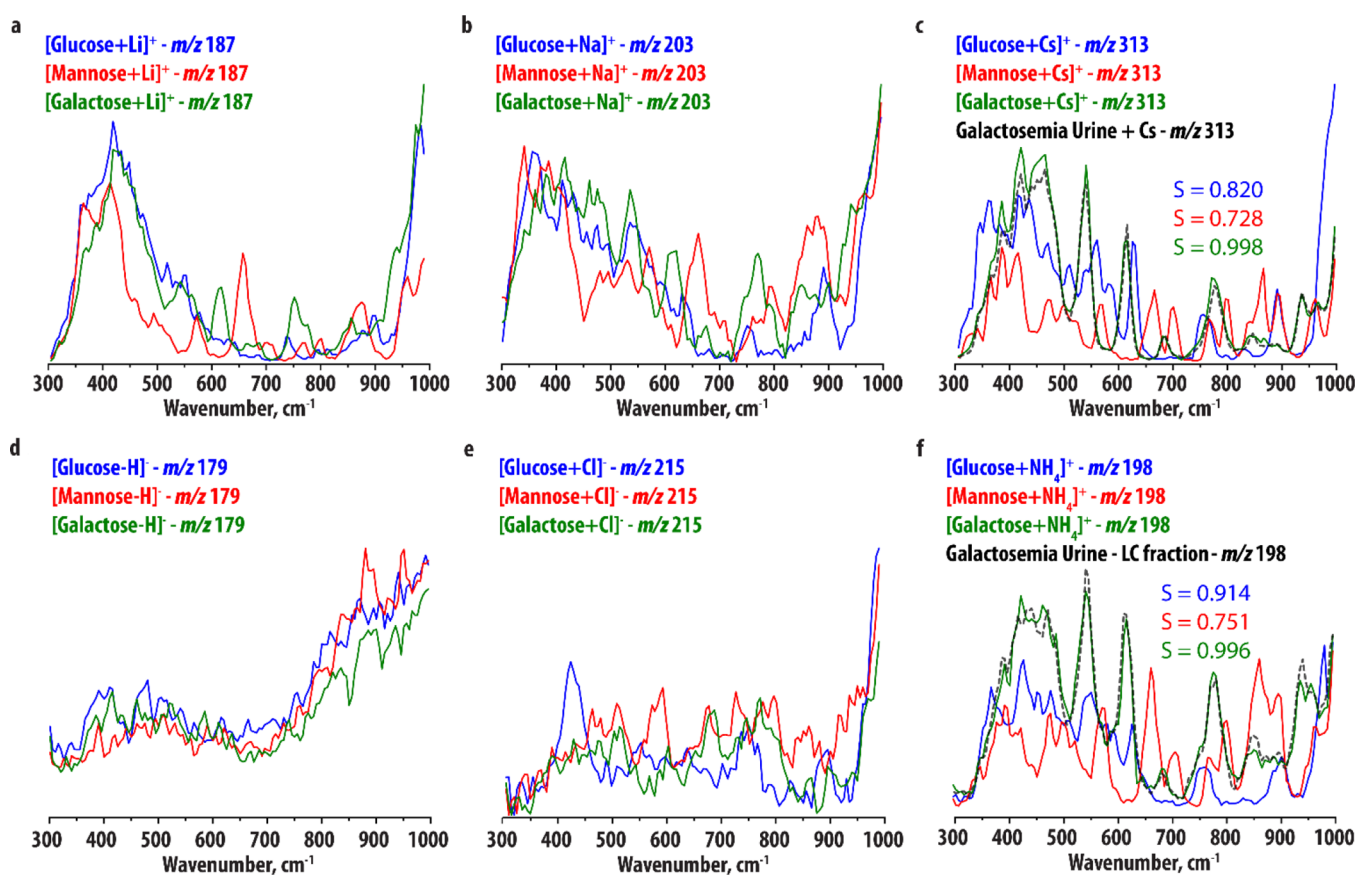 a
[Glucose+Li]⁺ - m/z 187
[Mannose+Li]⁺ - m/z 187
[Galactose+Li]⁺ - m/z 187
300 400 500 600 700 800 900 1000
Wavenumber, cm⁻¹
b
[Glucose+Na]⁺ - m/z 203
[Mannose+Na]⁺ - m/z 203
[Galactose+Na]⁺ - m/z 203
300 400 500 600 700 800 900 1000
Wavenumber, cm⁻¹
c
[Glucose+Cs]⁺ - m/z 313
[Mannose+Cs]⁺ - m/z 313
[Galactose+Cs]⁺ - m/z 313
Galactosemia Urine + Cs - m/z 313
S = 0.820
S = 0.728
S = 0.998
300 400 500 600 700 800 900 1000
Wavenumber, cm⁻¹
d
[Glucose-H]⁻ - m/z 179
[Mannose-H]⁻ - m/z 179
[Galactose-H]⁻ - m/z 179
300 400 500 600 700 800 900 1000
Wavenumber, cm⁻¹
e
[Glucose+Cl]⁻ - m/z 215
[Mannose+Cl]⁻ - m/z 215
[Galactose+Cl]⁻ - m/z 215
300 400 500 600 700 800 900 1000
Wavenumber, cm⁻¹
f
[Glucose+NH₄]⁺ - m/z 198
[Mannose+NH₄]⁺ - m/z 198
[Galactose+NH₄]⁺ - m/z 198
Galactosemia Urine - LC fraction - m/z 198
S = 0.914
S = 0.751
S = 0.996
300 400 500 600 700 800 900 1000
Wavenumber, cm⁻¹